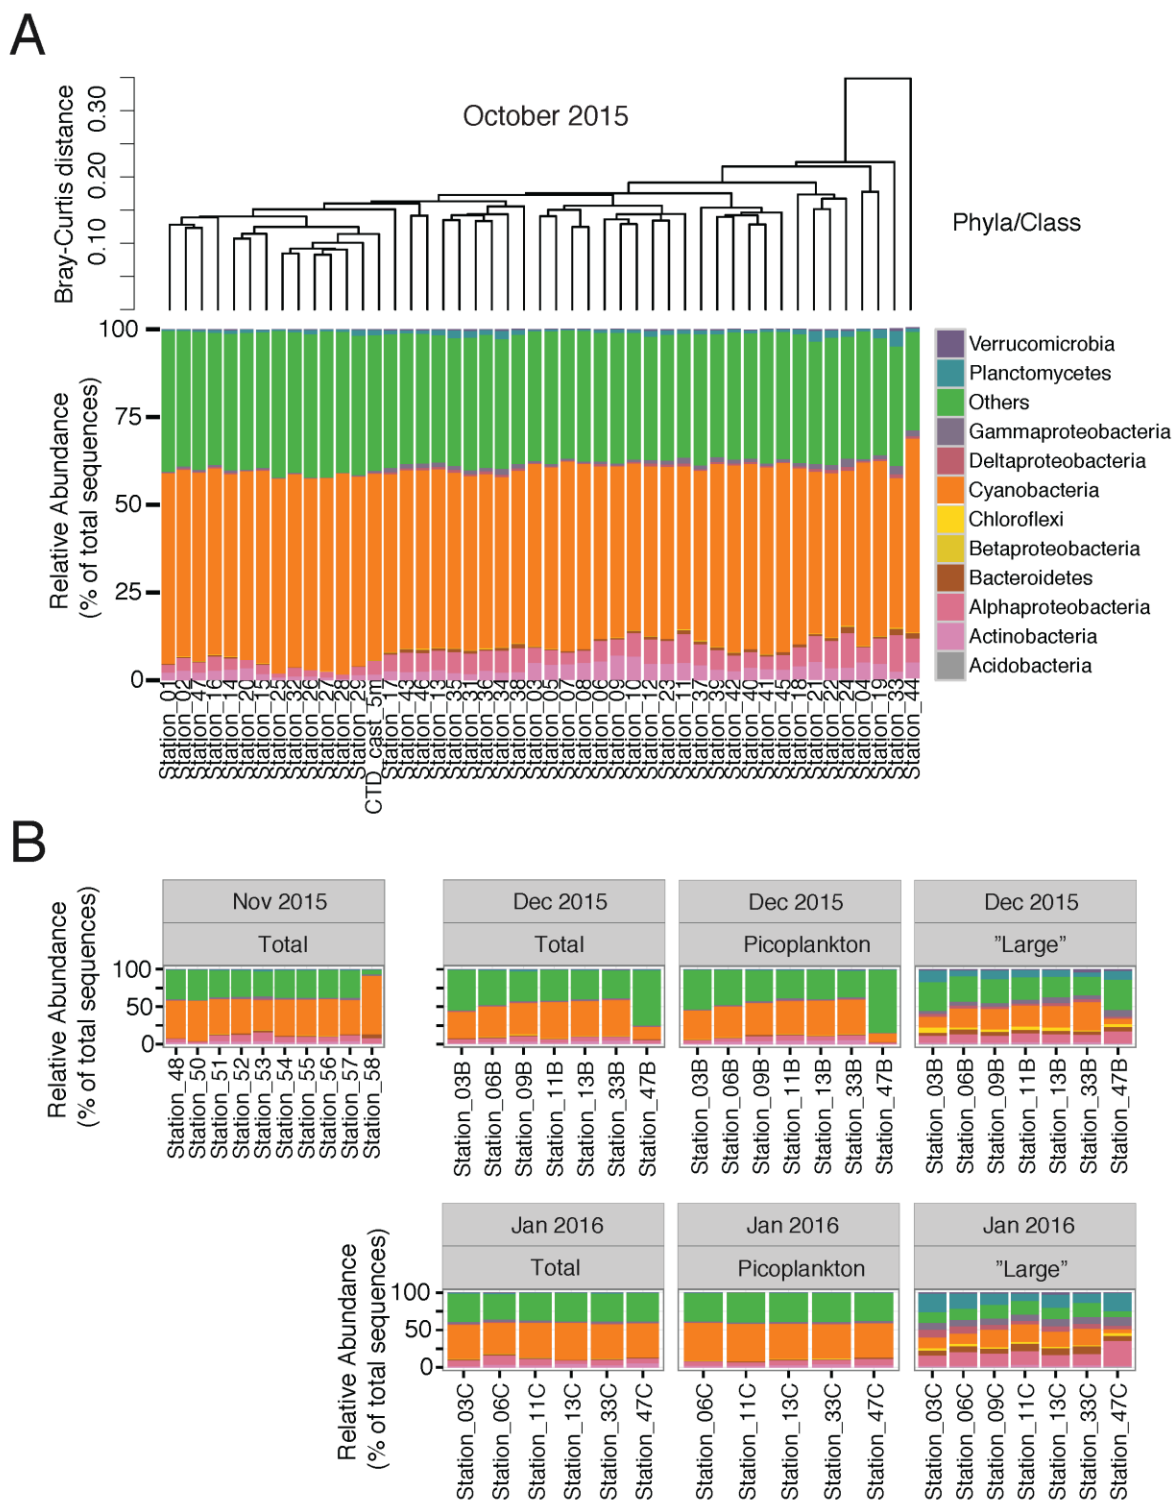 A
October 2015
Bray-Curtis distance
0.30
0.20
0.10
Phyla/Class
Relative Abundance
(% of total sequences)
100
75
50
25
0
Verrucomicrobia
Planctomycetes
Others
Gammaproteobacteria
Deltaproteobacteria
Cyanobacteria
Chloroflexi
Betaproteobacteria
Bacteroidetes
Alphaproteobacteria
Actinobacteria
Acidobacteria
Station_01
Station_02
Station_47
Station_16
Station_14
Station_20
Station_15
Station_25
Station_32
Station_26
Station_27
Station_28
Station_29
CTD_cast_5m
Station_17
Station_43
Station_46
Station_13
Station_31
Station_36
Station_34
Station_38
Station_03
Station_05
Station_07
Station_08
Station_06
Station_09
Station_10
Station_12
Station_23
Station_11
Station_37
Station_39
Station_42
Station_40
Station_41
Station_45
Station_18
Station_21
Station_22
Station_24
Station_04
Station_19
Station_33
Station_44
B
Nov 2015
Total
Dec 2015
Total
Dec 2015
Picoplankton
Dec 2015
”Large”
Relative Abundance
(% of total sequences)
100
50
0
Station_48
Station_50
Station_51
Station_52
Station_53
Station_54
Station_55
Station_56
Station_57
Station_58
Station_03B
Station_06B
Station_09B
Station_11B
Station_13B
Station_33B
Station_47B
Station_03B
Station_06B
Station_09B
Station_11B
Station_13B
Station_33B
Station_47B
Station_03B
Station_06B
Station_09B
Station_11B
Station_13B
Station_33B
Station_47B
Jan 2016
Total
Jan 2016
Picoplankton
Jan 2016
”Large”
Relative Abundance
(% of total sequences)
100
50
0
Station_03C
Station_06C
Station_11C
Station_13C
Station_33C
Station_47C
Station_06C
Station_11C
Station_13C
Station_33C
Station_47C
Station_03C
Station_06C
Station_09C
Station_11C
Station_13C
Station_33C
Station_47C